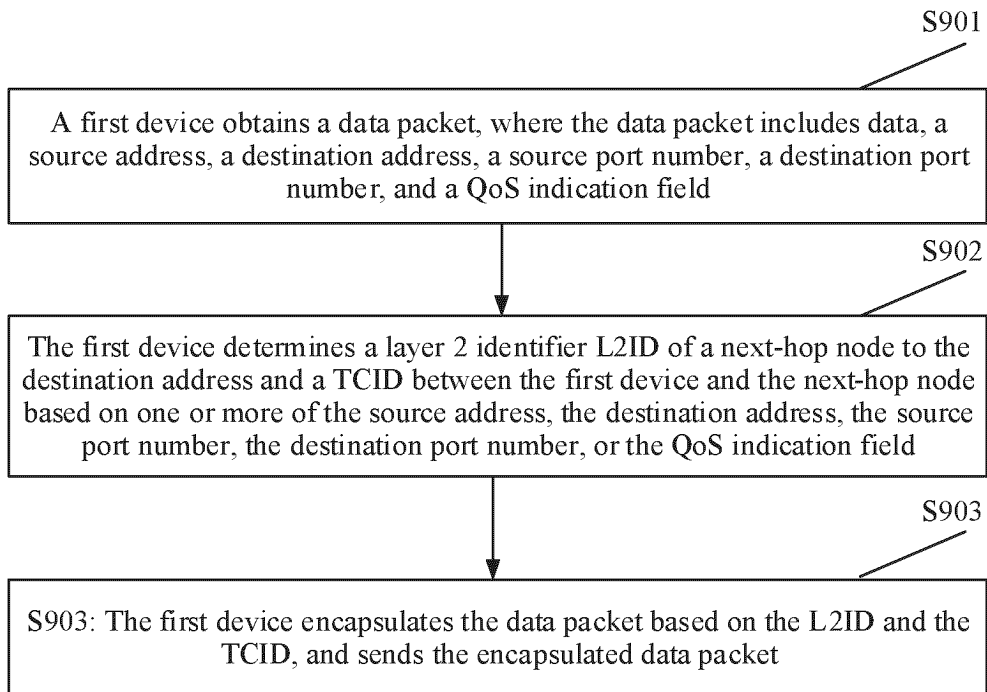 S901
A first device obtains a data packet, where the data packet includes data, a
source address, a destination address, a source port number, a destination port
number, and a QoS indication field
S902
The first device determines a layer 2 identifier L2ID of a next-hop node to the
destination address and a TCID between the first device and the next-hop node
based on one or more of the source address, the destination address, the source
port number, the destination port number, or the QoS indication field
S903
S903: The first device encapsulates the data packet based on the L2ID and the
TCID, and sends the encapsulated data packet